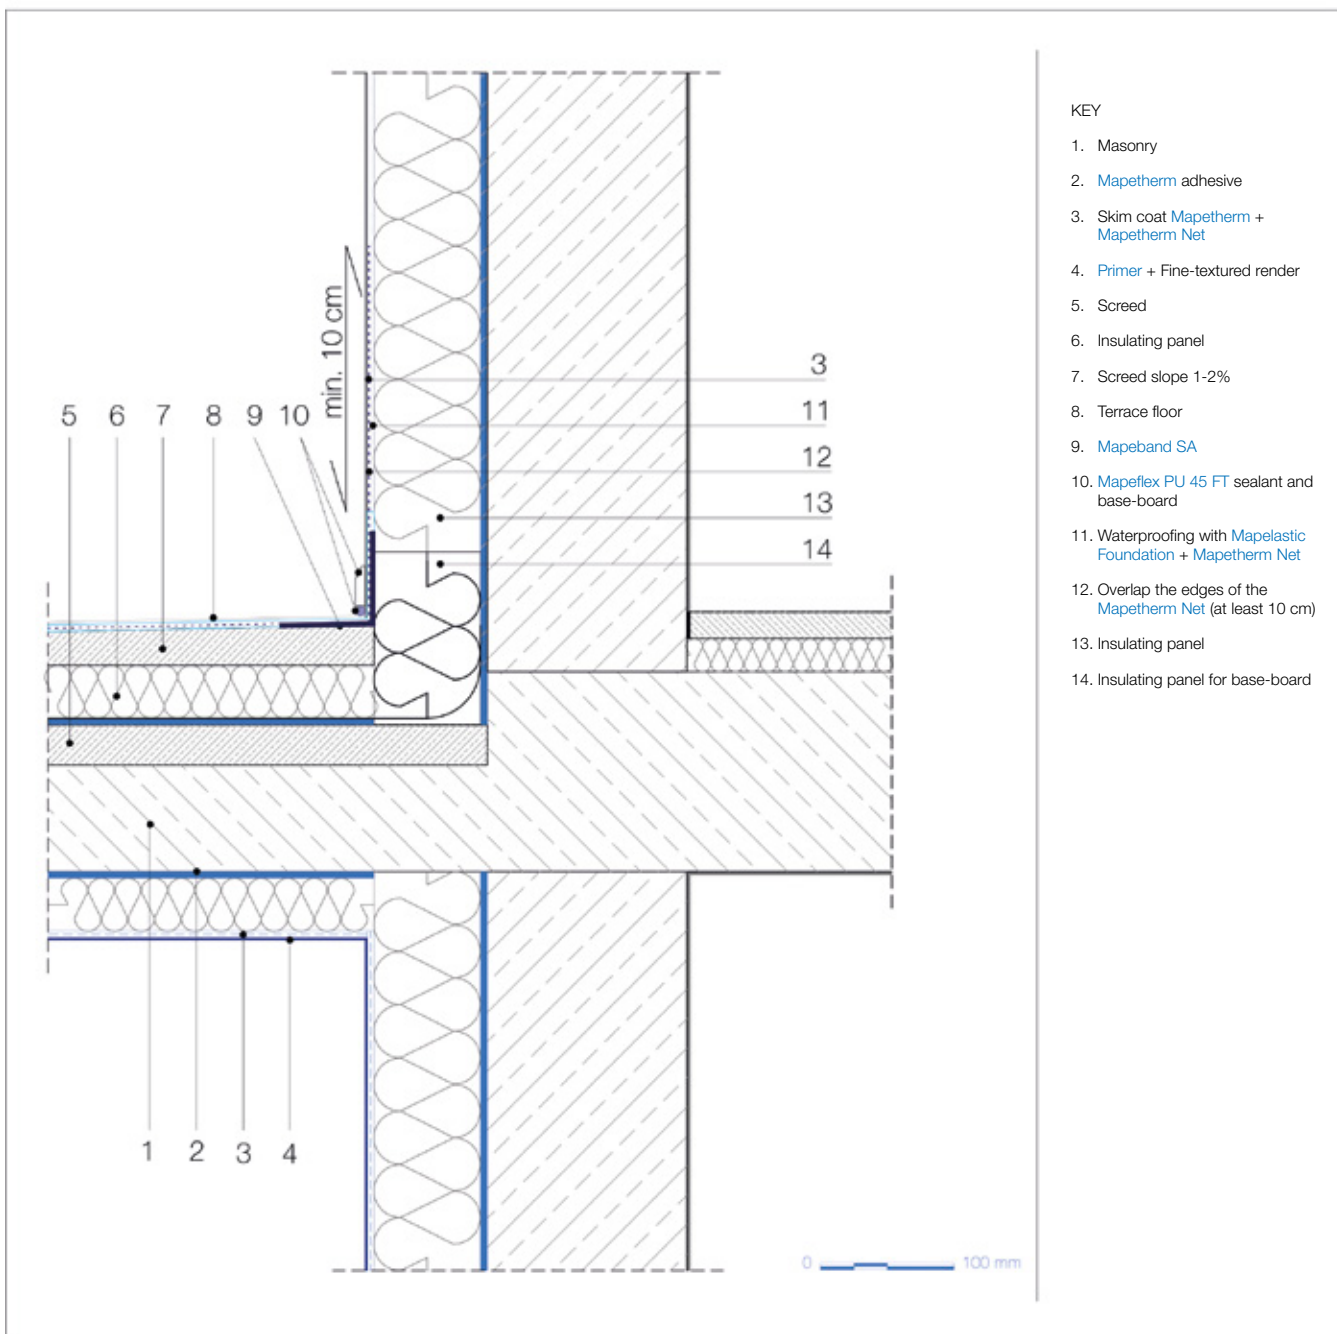 min. 10 cm
3
11
12
13
14
5 6 7 8 9 10
1 2 3 4
0 100 mm
KEY
1. Masonry
2. Mapetherm adhesive
3. Skim coat Mapetherm +
Mapetherm Net
4. Primer + Fine-textured render
5. Screed
6. Insulating panel
7. Screed slope 1-2%
8. Terrace floor
9. Mapeband SA
10. Mapeflex PU 45 FT sealant and
base-board
11. Waterproofing with Mapelastic
Foundation + Mapetherm Net
12. Overlap the edges of the
Mapetherm Net (at least 10 cm)
13. Insulating panel
14. Insulating panel for base-board